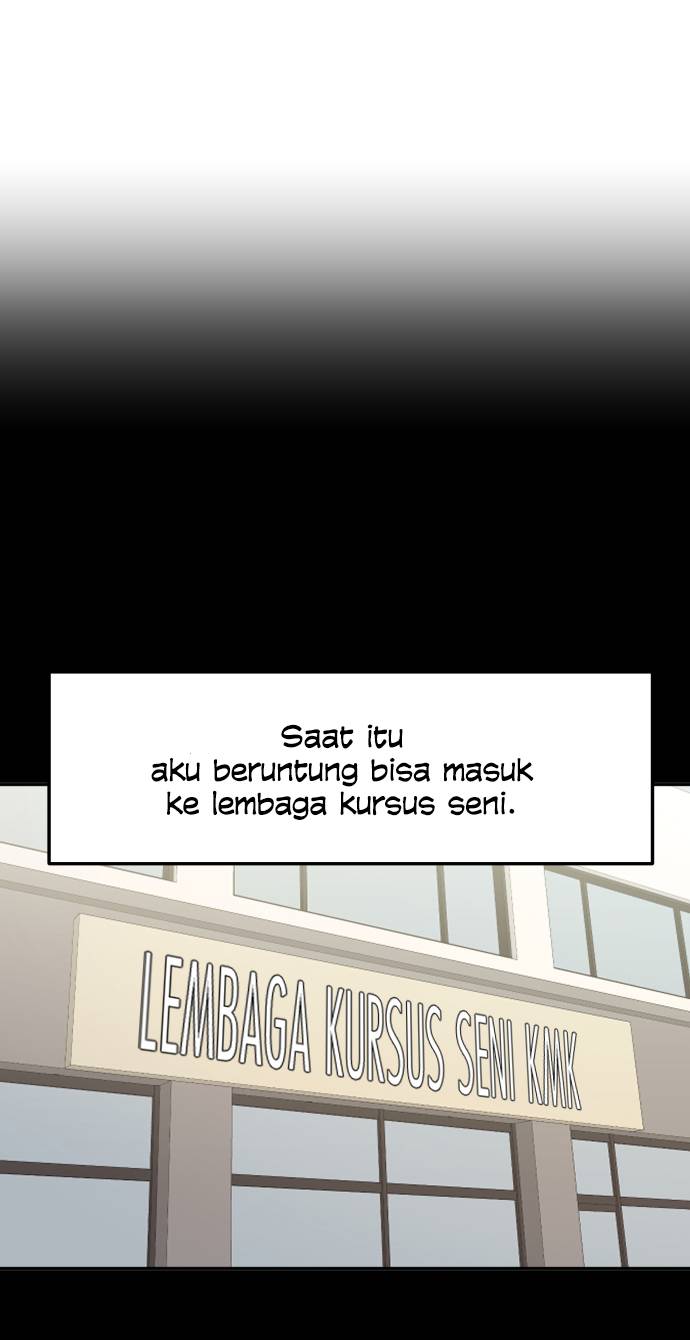 Saat itu
aku beruntung bisa masuk
ke lembaga kursus seni.
LEMBAGA KURSUS SENI KMK